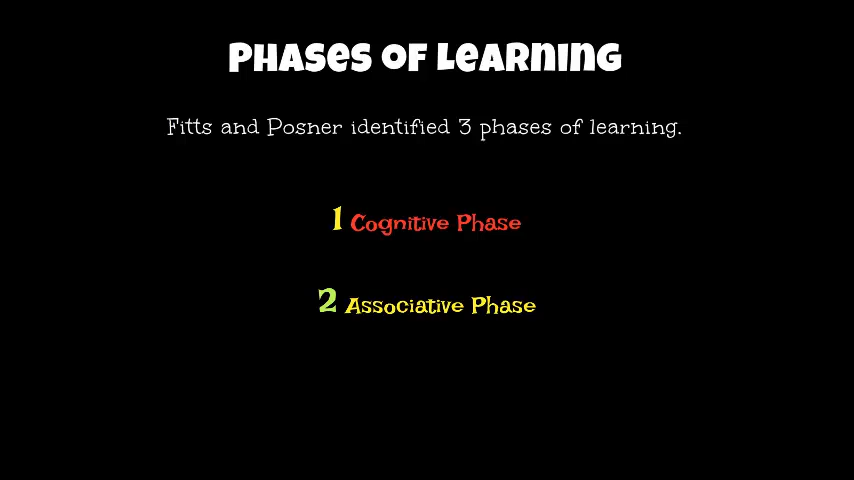 Phases of Learning
Fitts and Posner identified 3 phases of learning.
1 Cognitive Phase
2 Associative Phase